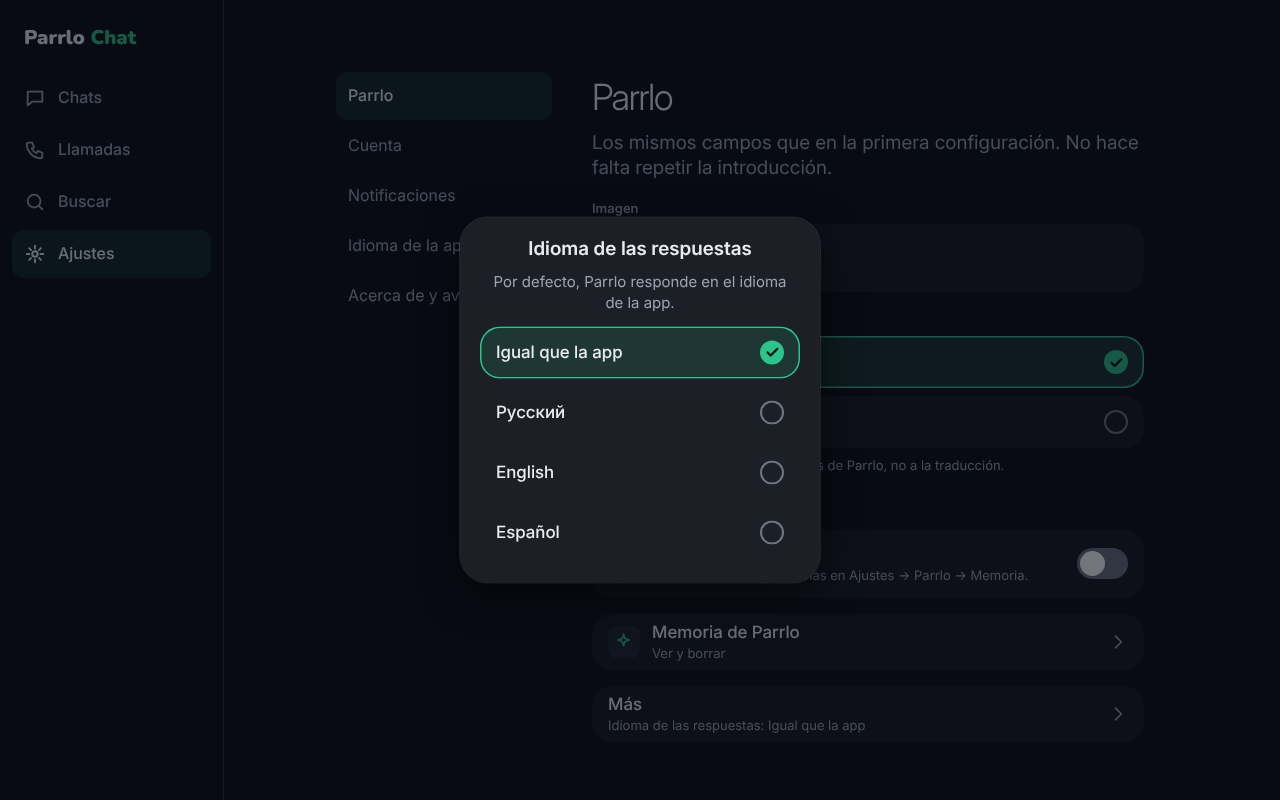 Parrlo Chat
Chats
Llamadas
Buscar
Ajustes
Parrlo
Cuenta
Notificaciones
Idioma de la ap
Acerca de y av
Parrlo
Los mismos campos que en la primera configuración. No hace
falta repetir la introducción.
Imagen
Idioma de las respuestas
Por defecto, Parrlo responde en el idioma
de la app.
Igual que la app
Русский
English
Español
de Parrlo, no a la traducción.
en Ajustes → Parrlo → Memoria.
Memoria de Parrlo
Ver y borrar
Más
Idioma de las respuestas: Igual que la app